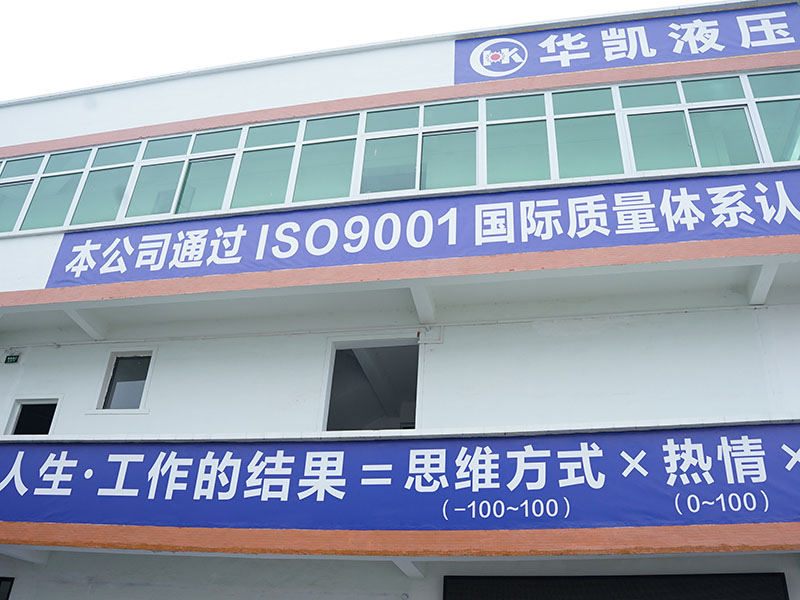 HK 华凯液压
本公司通过ISO9001国际质量体系认
人生·工作的结果=思维方式×热情×
(-100~100) (0~100)